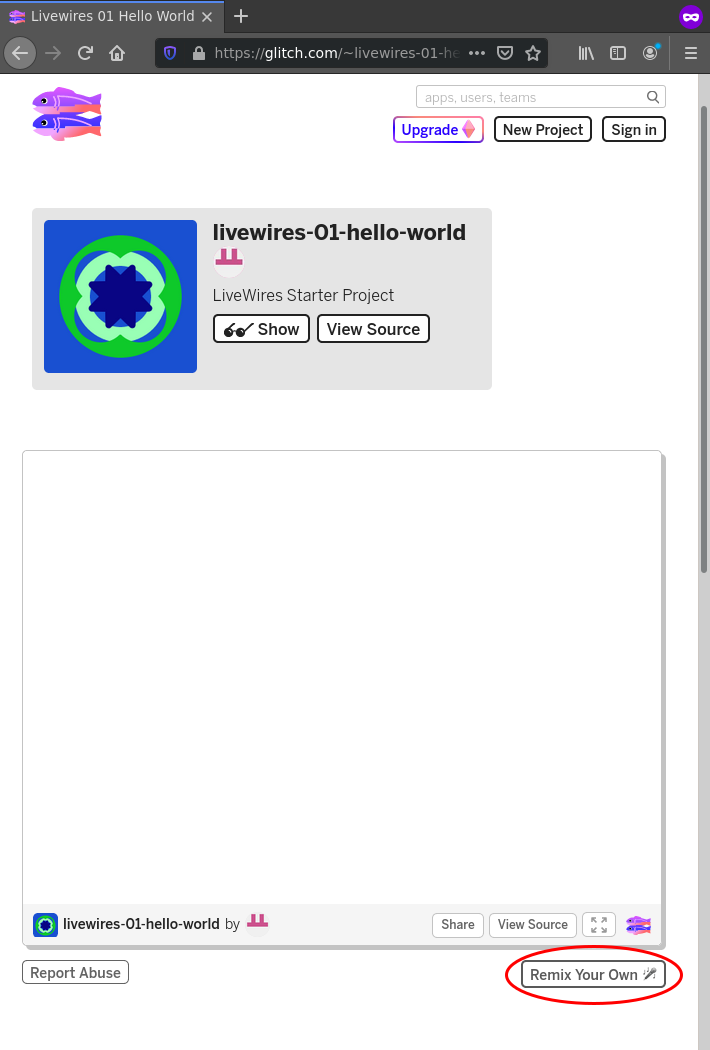 Livewires 01 Hello World
https://glitch.com/~livewires-01-he
apps, users, teams
Upgrade New Project Sign in
livewires-01-hello-world
LiveWires Starter Project
Show View Source
livewires-01-hello-world by Share View Source
Report Abuse Remix Your Own